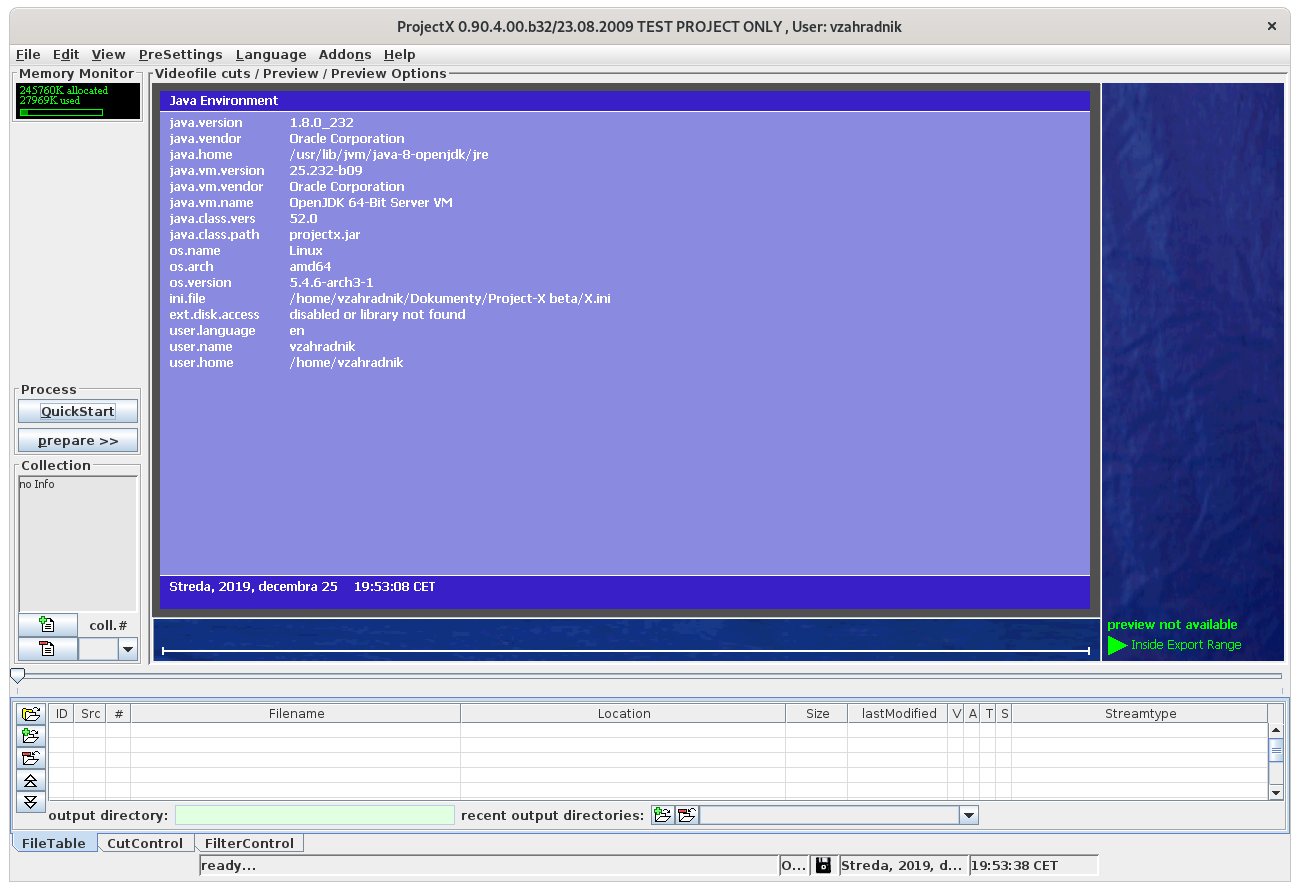 ProjectX 0.90.4.00.b32/23.08.2009 TEST PROJECT ONLY , User: vzahradnik
File Edit View PreSettings Language Addons Help
Memory Monitor
245760K allocated
27969K used
Videofile cuts / Preview / Preview Options
Java Environment
java.version 1.8.0_232
java.vendor Oracle Corporation
java.home /usr/lib/jvm/java-8-openjdk/jre
java.vm.version 25.232-b09
java.vm.vendor Oracle Corporation
java.vm.name OpenJDK 64-Bit Server VM
java.class.vers 52.0
java.class.path projectx.jar
os.name Linux
os.arch amd64
os.version 5.4.6-arch3-1
ini.file /home/vzahradnik/Dokumenty/Project-X beta/X.ini
ext.disk.access disabled or library not found
user.language en
user.name vzahradnik
user.home /home/vzahradnik
Streda, 2019, decembra 25 19:53:08 CET
Process
QuickStart
prepare >>
Collection
no Info
coll.#
preview not available
Inside Export Range
ID Src # Filename Location Size lastModified V A T S Streamtype
output directory: recent output directories:
FileTable CutControl FilterControl
ready... O... Streda, 2019, d... 19:53:38 CET